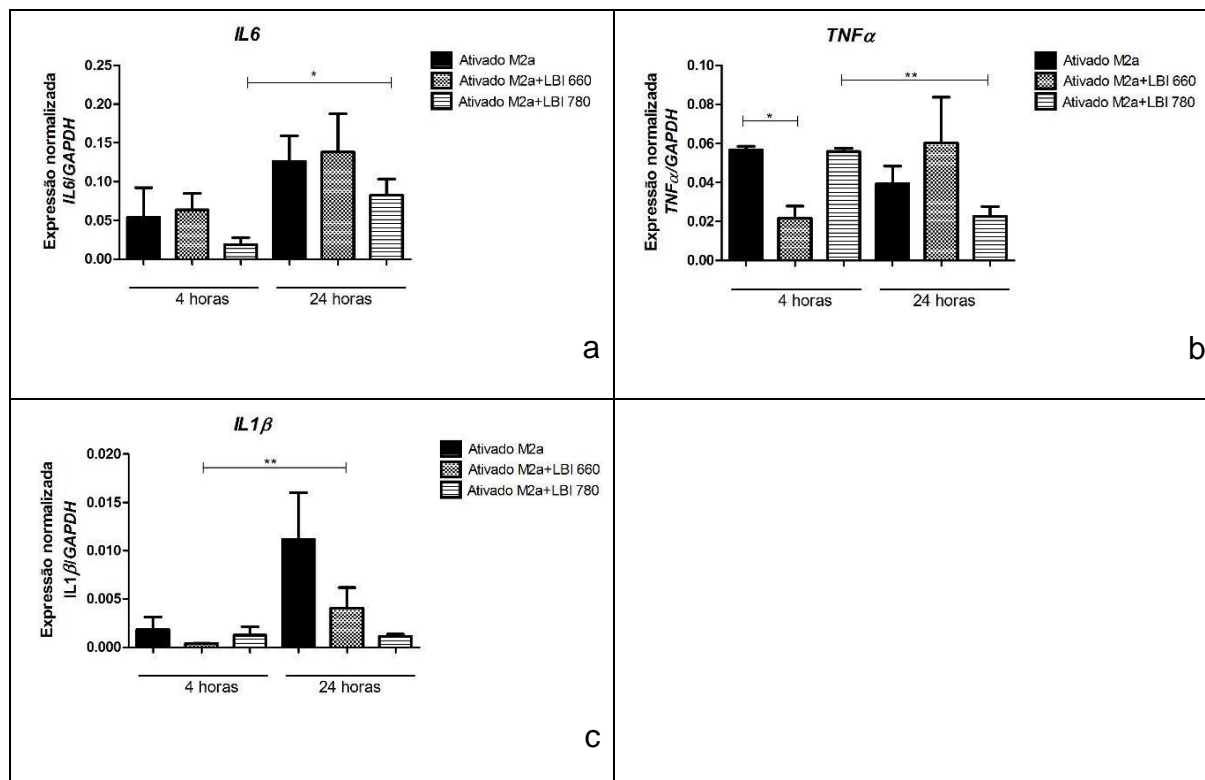 IL6
Expressão normalizada
IL6/GAPDH
0.25
0.20
0.15
0.10
0.05
0.00
*
Ativado M2a
Ativado M2a+LBI 660
Ativado M2a+LBI 780
4 horas
24 horas
a
TNFα
Expressão normalizada
TNFα/GAPDH
0.10
0.08
0.06
0.04
0.02
0.00
*
**
Ativado M2a
Ativado M2a+LBI 660
Ativado M2a+LBI 780
4 horas
24 horas
b
IL1β
Expressão normalizada
IL1β/GAPDH
0.020
0.015
0.010
0.005
0.000
**
Ativado M2a
Ativado M2a+LBI 660
Ativado M2a+LBI 780
4 horas
24 horas
c